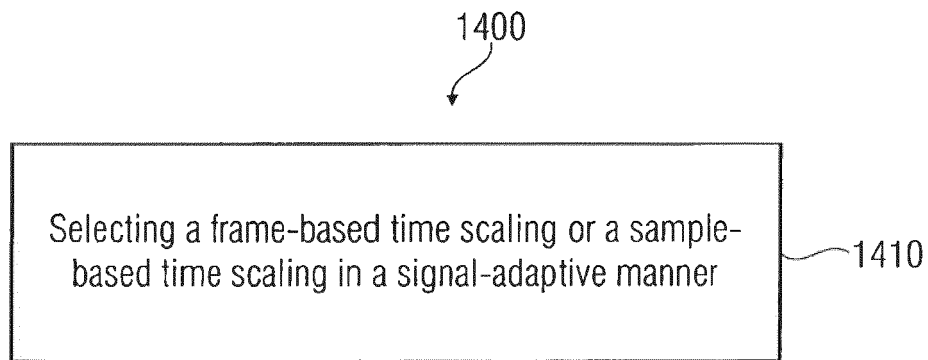 1400
Selecting a frame-based time scaling or a sample-
based time scaling in a signal-adaptive manner
1410